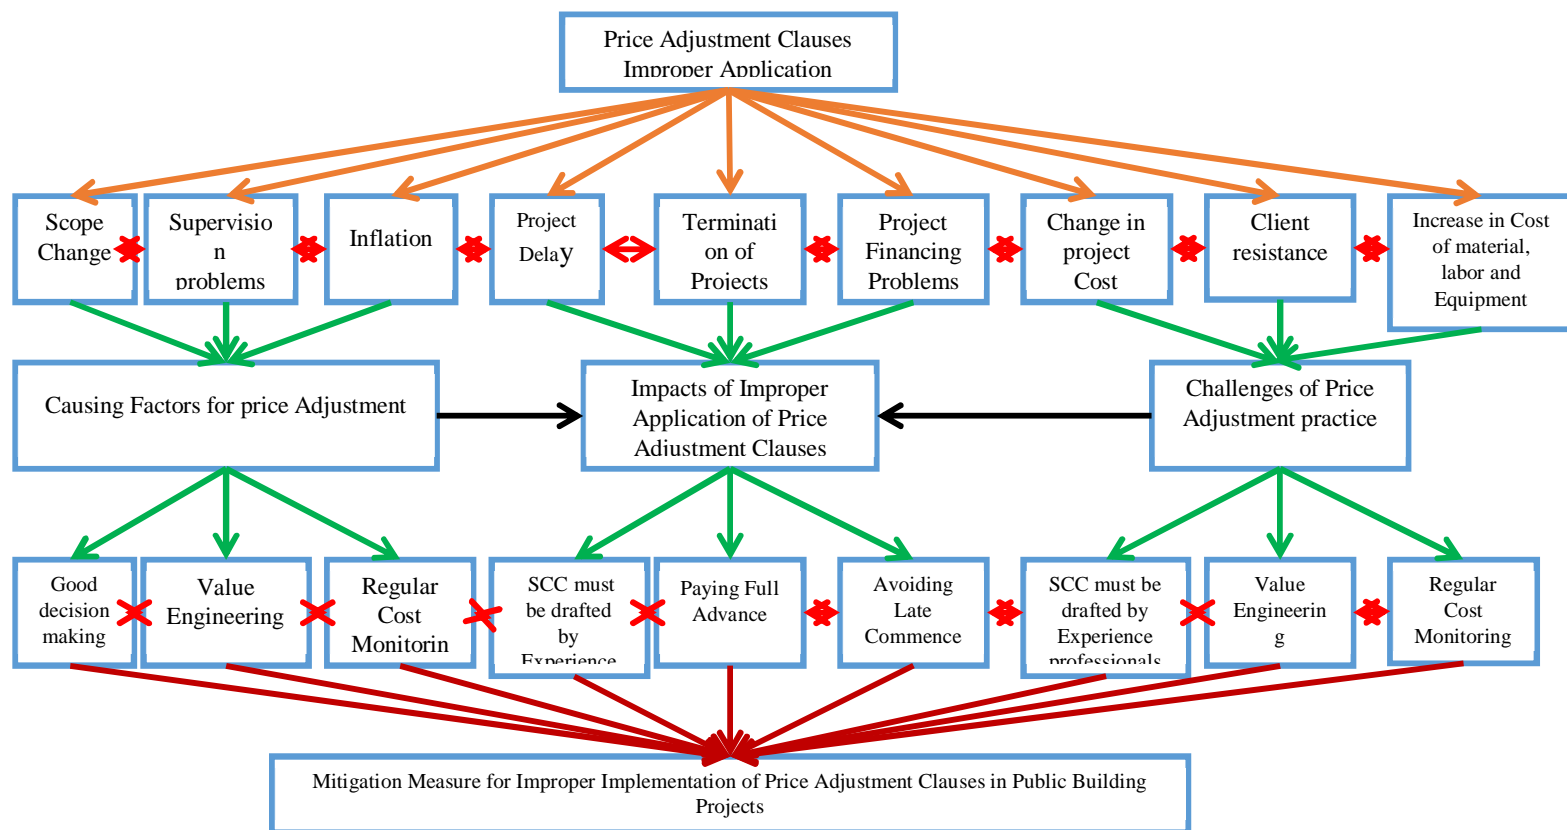 Price Adjustment Clauses
Improper Application
Scope
Change
Supervisio
n
problems
Inflation
Project
Delay
Terminati
on of
Projects
Project
Financing
Problems
Change in
project
Cost
Client
resistance
Increase in Cost
of material,
labor and
Equipment
Causing Factors for price Adjustment
Impacts of Improper
Application of Price
Adjustment Clauses
Challenges of Price
Adjustment practice
Good
decision
making
Value
Engineering
Regular
Cost
Monitorin
SCC must
be drafted
by
Experience
Paying Full
Advance
Avoiding
Late
Commence
SCC must be
drafted by
Experience
professionals
Value
Engineerin
g
Regular
Cost
Monitoring
Mitigation Measure for Improper Implementation of Price Adjustment Clauses in Public Building
Projects